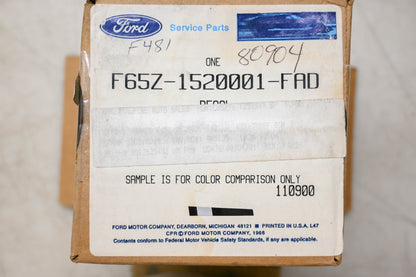 Ford
Service Parts
F481
80904
ONE
F65Z-1520001-FAD
SAMPLE IS FOR COLOR COMPARISON ONLY
110900
FORD MOTOR COMPANY, DEARBORN, MICHIGAN 48121 ■ PRINTED IN U.S.A. L47
CPR © FORD MOTOR COMPANY, 1966
Contents conform to Federal Motor Vehicle Safety Standards, if any are applicable.